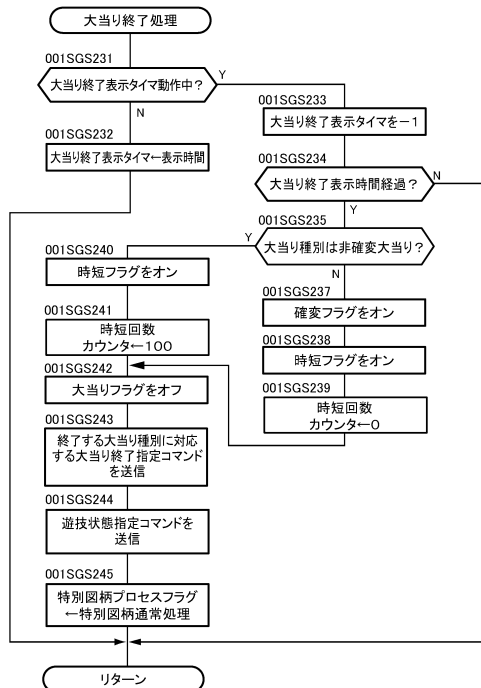 大当り終了処理
001SGS231
大当り終了表示タイマ動作中？
Y
N
001SGS232
大当り終了表示タイマ←表示時間
001SGS233
大当り終了表示タイマを－1
001SGS234
大当り終了表示時間経過？
N
Y
001SGS235
大当り種別は非確変大当り？
Y
N
001SGS237
確変フラグをオン
001SGS238
時短フラグをオン
001SGS239
時短回数
カウンタ←0
001SGS240
時短フラグをオン
001SGS241
時短回数
カウンタ←100
001SGS242
大当りフラグをオフ
001SGS243
終了する大当り種別に対応
する大当り終了指定コマンド
を送信
001SGS244
遊技状態指定コマンドを
送信
001SGS245
特別図柄プロセスフラグ
←特別図柄通常処理
リターン